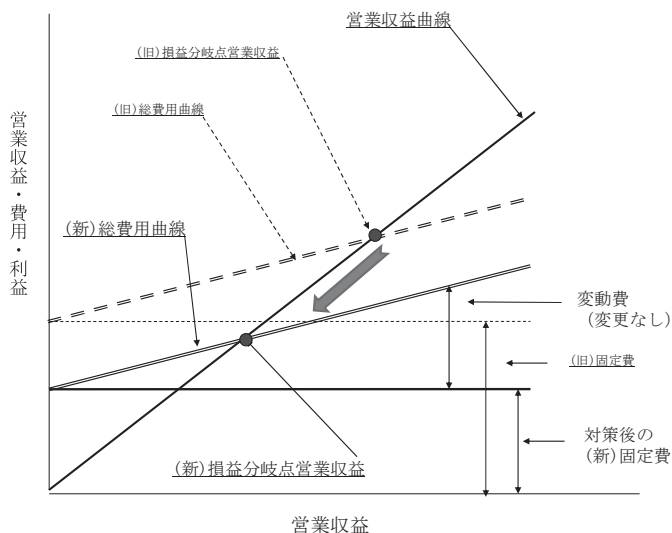 営業収益曲線
(旧)損益分岐点営業収益
(旧)総費用曲線
営業収益・費用・利益
(新)総費用曲線
変動費
(変更なし)
(旧)固定費
対策後の
(新)固定費
(新)損益分岐点営業収益
営業収益